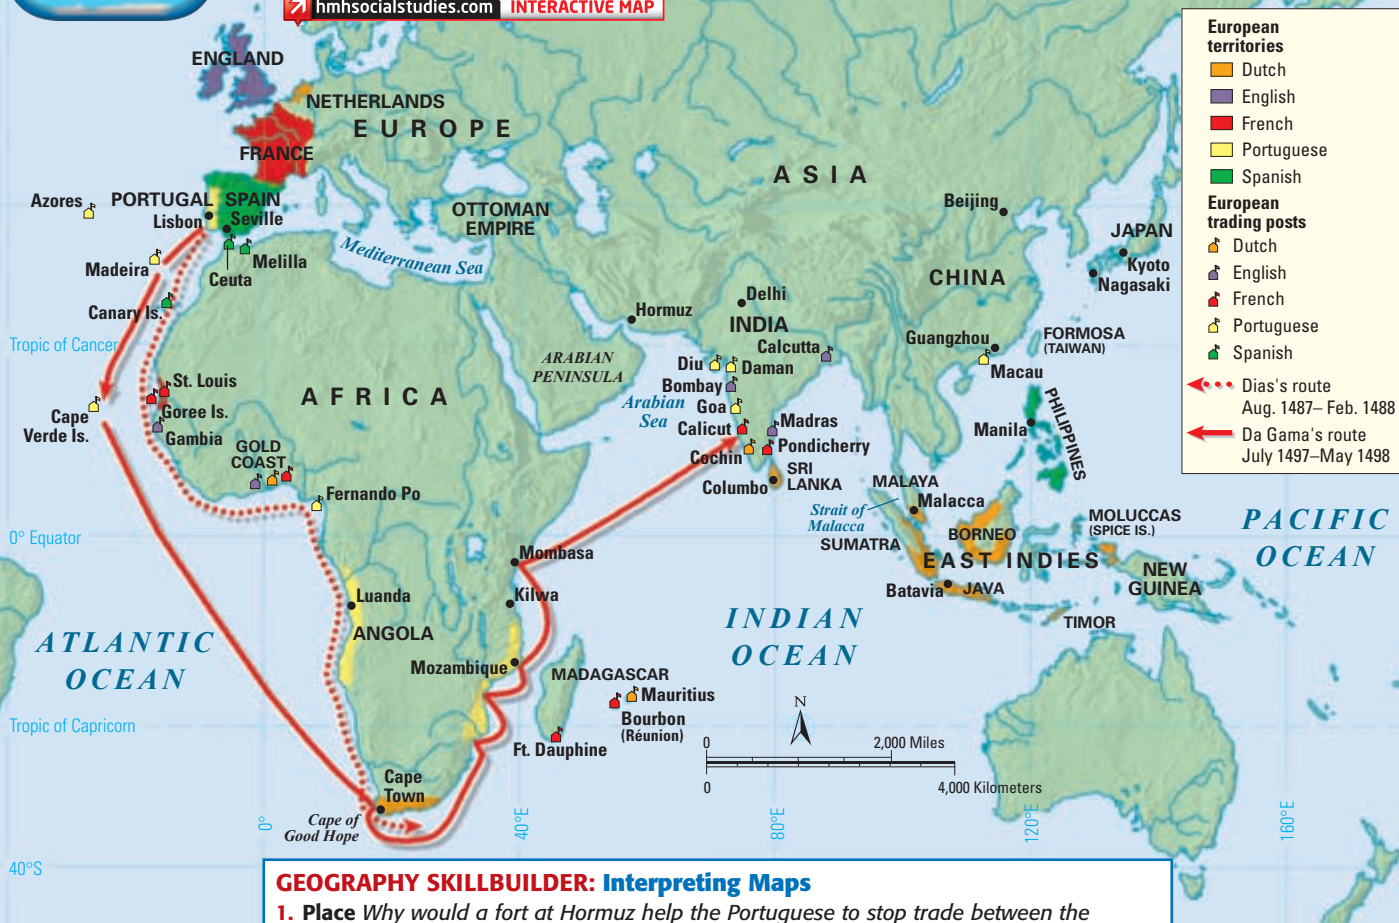 hmhsocialstudies.com INTERACTIVE MAP
European
territories
Dutch
English
French
Portuguese
Spanish
European
trading posts
Dutch
English
French
Portuguese
Spanish
Dias's route
Aug. 1487– Feb. 1488
Da Gama's route
July 1497–May 1498
ENGLAND
NETHERLANDS
EUROPE
FRANCE
ASIA
Azores
PORTUGAL
SPAIN
Lisbon
Seville
OTTOMAN
EMPIRE
Beijing
JAPAN
Kyoto
Nagasaki
Mediterranean Sea
Madeira
Melilla
Ceuta
CHINA
Canary Is.
Hormuz
Delhi
INDIA
Calcutta
Guangzhou
FORMOSA
(TAIWAN)
Tropic of Cancer
ARABIAN
PENINSULA
Diu
Daman
Macau
Bombay
St. Louis
AFRICA
Arabian
Sea
Goa
Goree Is.
Cape
Verde Is.
Gambia
Calicut
Madras
Manila
PHILIPPINES
GOLD
COAST
Cochin
Pondicherry
SRI
LANKA
Columbo
MALAYA
Malacca
Fernando Po
Strait of
Malacca
MOLUCCAS
(SPICE IS.)
PACIFIC
OCEAN
0° Equator
SUMATRA
BORNEO
Mombasa
EAST INDIES
NEW
GUINEA
Luanda
Kilwa
Batavia
JAVA
ANGOLA
INDIAN
OCEAN
TIMOR
ATLANTIC
OCEAN
Mozambique
MADAGASCAR
Mauritius
Bourbon
(Réunion)
Tropic of Capricorn
Ft. Dauphine
N
0
2,000 Miles
0
4,000 Kilometers
Cape
Town
Cape of
Good Hope
0°
40°E
80°E
120°E
160°E
40°S
GEOGRAPHY SKILLBUILDER: Interpreting Maps
1. Place Why would a fort at Hormuz help the Portuguese to stop trade between the